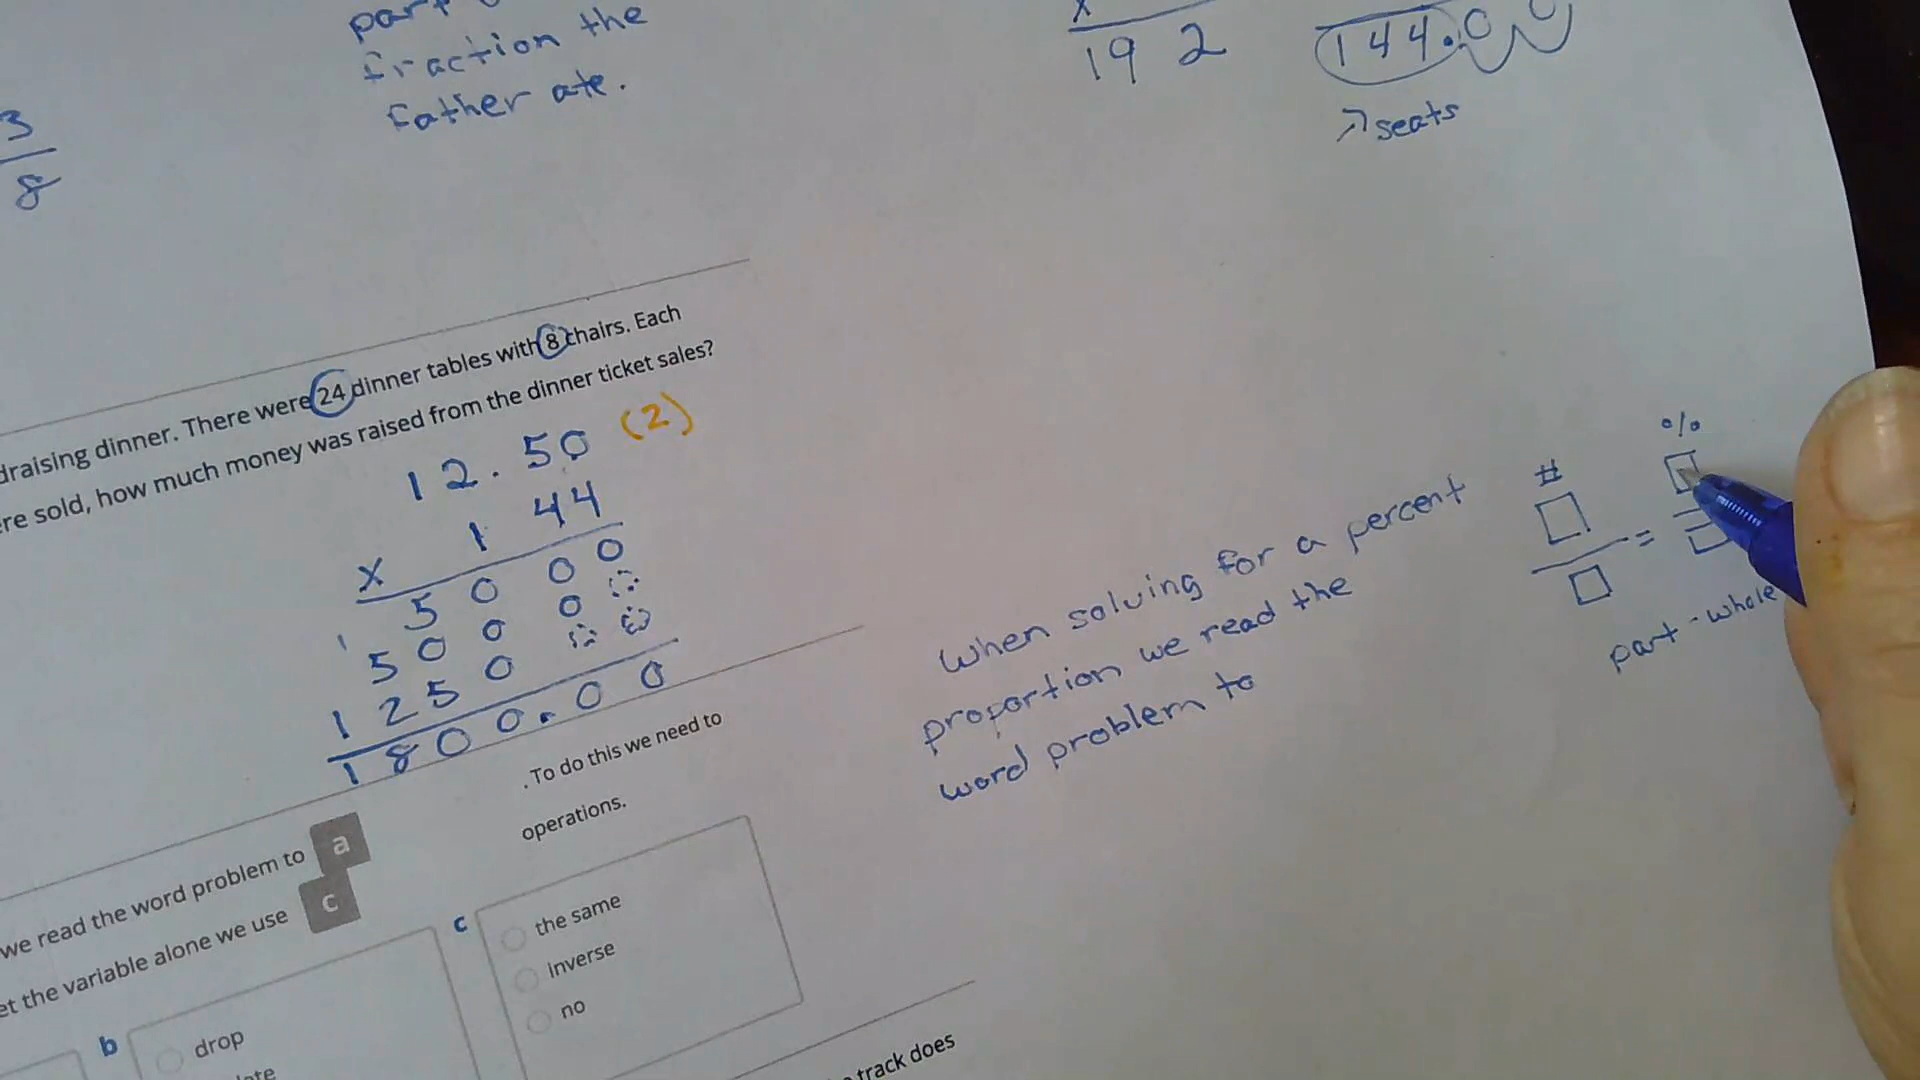 fraction the
father ate.
3
8
x
19 2
144.00
seats
draising dinner. There were 24 dinner tables with 8 chairs. Each
re sold, how much money was raised from the dinner ticket sales?
12.50 (2)
x 1 44
5 0 0 0
5 0 0 0
1 2 5 0
1 8 0 0 . 0 0
When solving for a percent
proportion we read the
word problem to
# %
=
part-whole
. To do this we need to
we read the word problem to a
operations.
et the variable alone we use c
b
drop
c
the same
inverse
no
track does